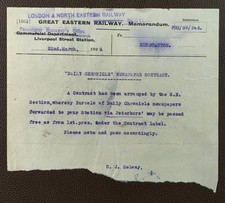 LONDON & NORTH EASTERN RAILWAY.
GREAT EASTERN RAILWAY. Memorandum.
Commercial Department,
Liverpool Street Station,
22nd. March, 192
"DAILY CHRONICLE" NEWSPAPER CONTRACT.
A Contract has been arranged by the G.E.
Section, whereby Parcels of Daily Chronicle newspapers
forwarded to your Station via Peterboro' may be passed
free as from 1st. prox. under the Contract Label.
Please note and pass accordingly.